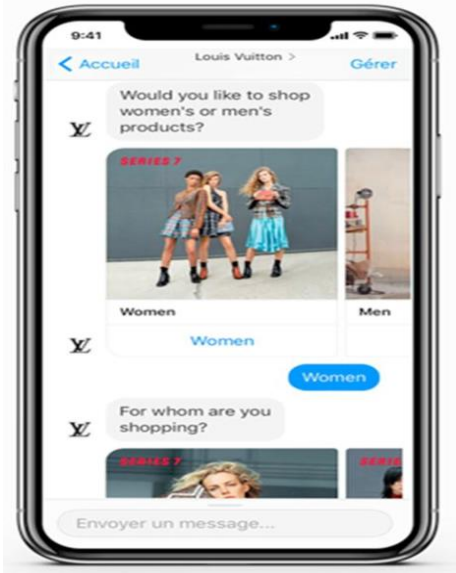 9:41
Accueil
Louis Vuitton >
Gérer
Would you like to shop
women's or men's
products?
SERIES 7
Women
Men
Women
Women
For whom are you
shopping?
SERIES 7
SERIE
Envoyer un message...